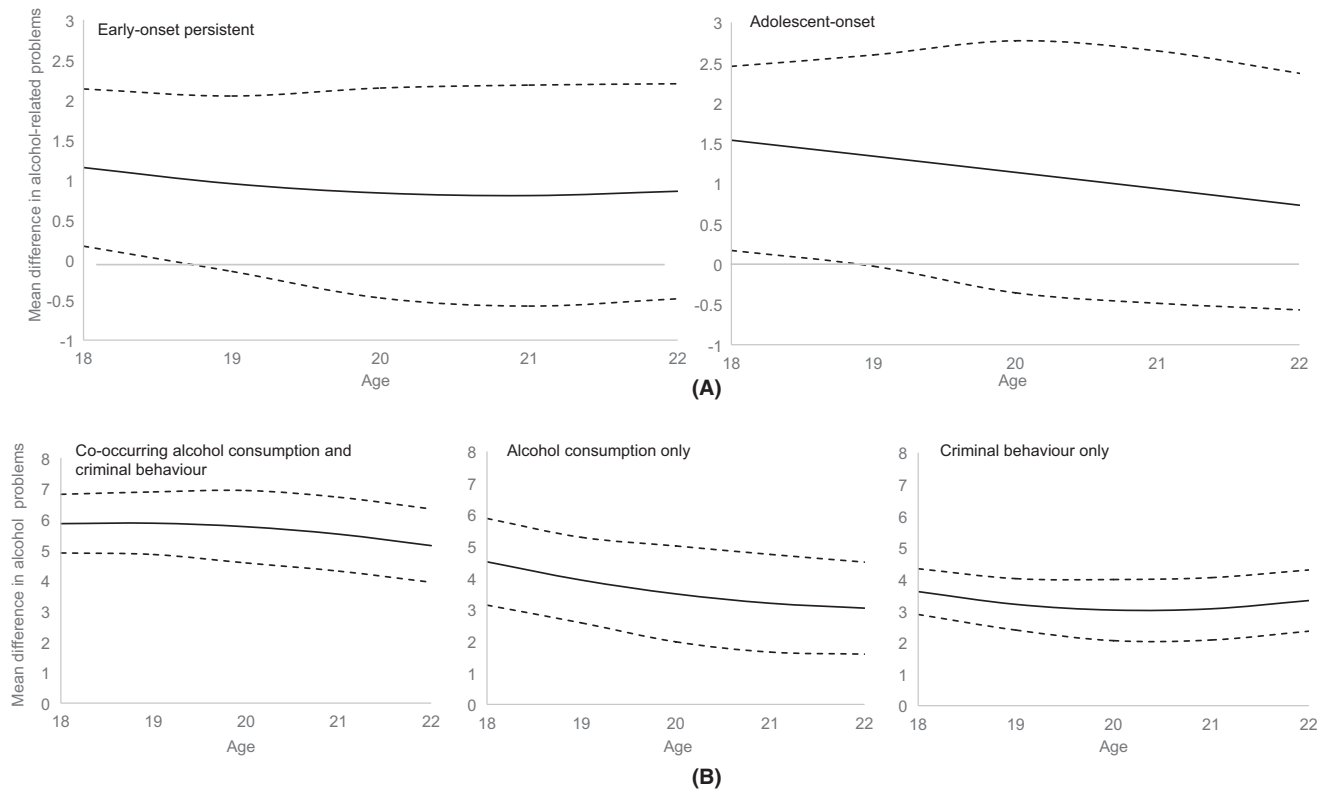 Mean difference in alcohol-related problems
Early-onset persistent
3
2.5
2
1.5
1
0.5
0
-0.5
-1
18 19 20 21 22
Age
Adolescent-onset
3
2.5
2
1.5
1
0.5
0
-0.5
-1
18 19 20 21 22
Age
(A)
Mean difference in alcohol problems
Co-occurring alcohol consumption and
criminal behaviour
8
7
6
5
4
3
2
1
0
18 19 20 21 22
Age
Alcohol consumption only
8
7
6
5
4
3
2
1
0
18 19 20 21 22
Age
Criminal behaviour only
8
7
6
5
4
3
2
1
0
18 19 20 21 22
Age
(B)